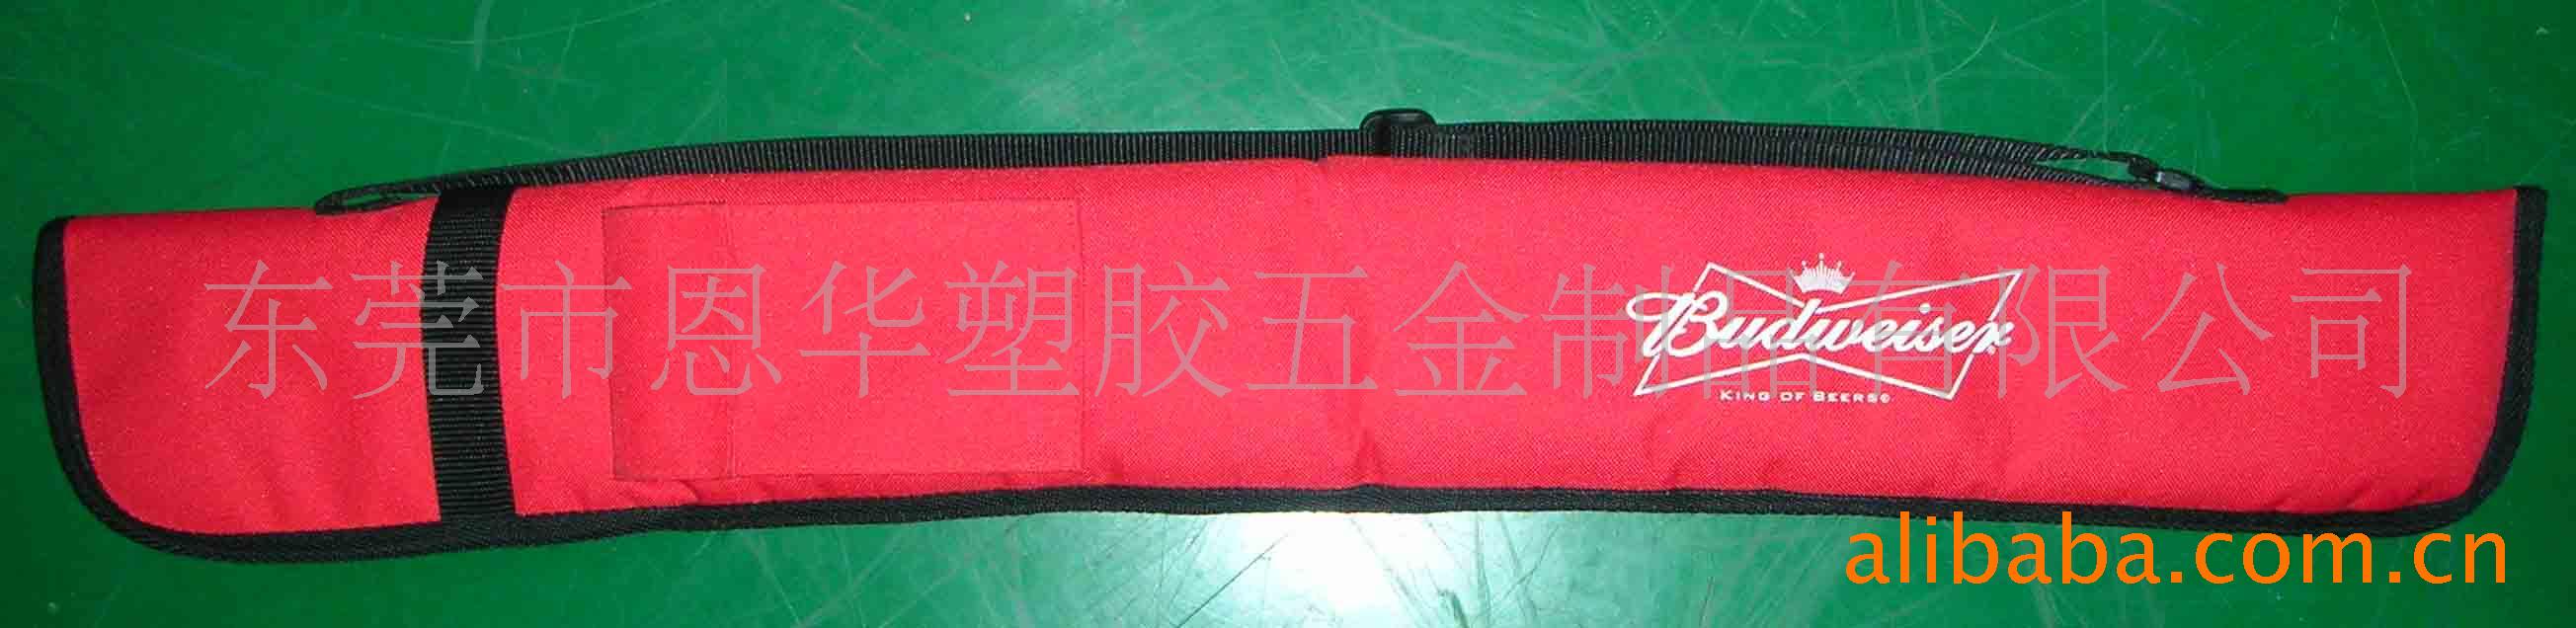 东莞市恩华塑胶五金制品有限公司
Budweiser
KING OF BEERS®
alibaba.com.cn